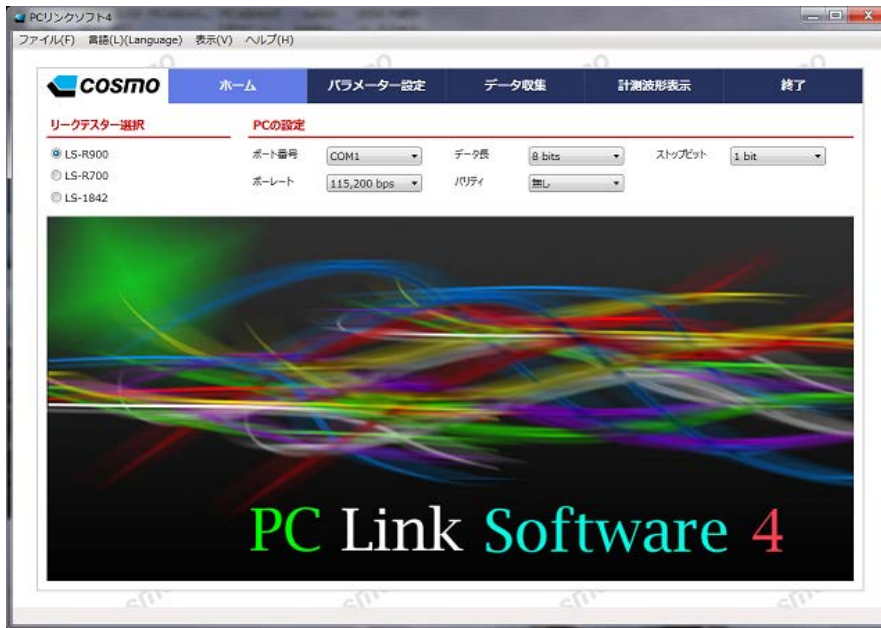 PCリンクソフト4
ファイル(F) 言語(L)(Language) 表示(V) ヘルプ(H)
COSMO ホーム パラメーター設定 データ収集 計測波形表示 終了
リークテスター選択 PCの設定
LS-R900 ポート番号 COM1 データ長 8 bits ストップビット 1 bit
LS-R700 ボーレート 115,200 bps パリティ 無し
LS-1842
PC Link Software 4